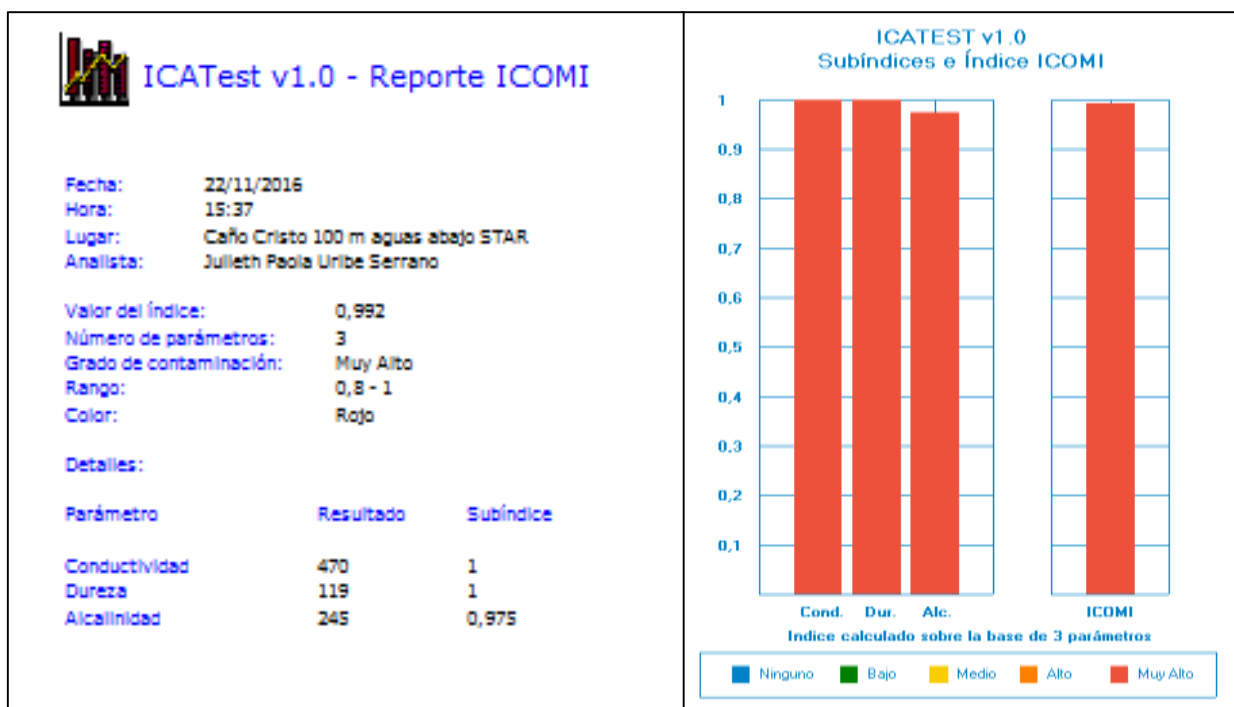 ICATest v1.0 - Reporte ICOMI
Fecha: 22/11/2016
Hora: 15:37
Lugar: Caño Cristo 100 m aguas abajo STAR
Analista: Julieth Paola Uribe Serrano
Valor del índice: 0,992
Número de parámetros: 3
Grado de contaminación: Muy Alto
Rango: 0,8 - 1
Color: Rojo
Detalles:
Parámetro Resultado Subíndice
Conductividad 470 1
Dureza 119 1
Alcalinidad 245 0,975
ICATEST v1.0
Subíndices e Índice ICOMI
1
0,9
0,8
0,7
0,6
0,5
0,4
0,3
0,2
0,1
Cond. Dur. Alc. ICOMI
Indice calculado sobre la base de 3 parámetros
Ninguno Bajo Medio Alto Muy Alto